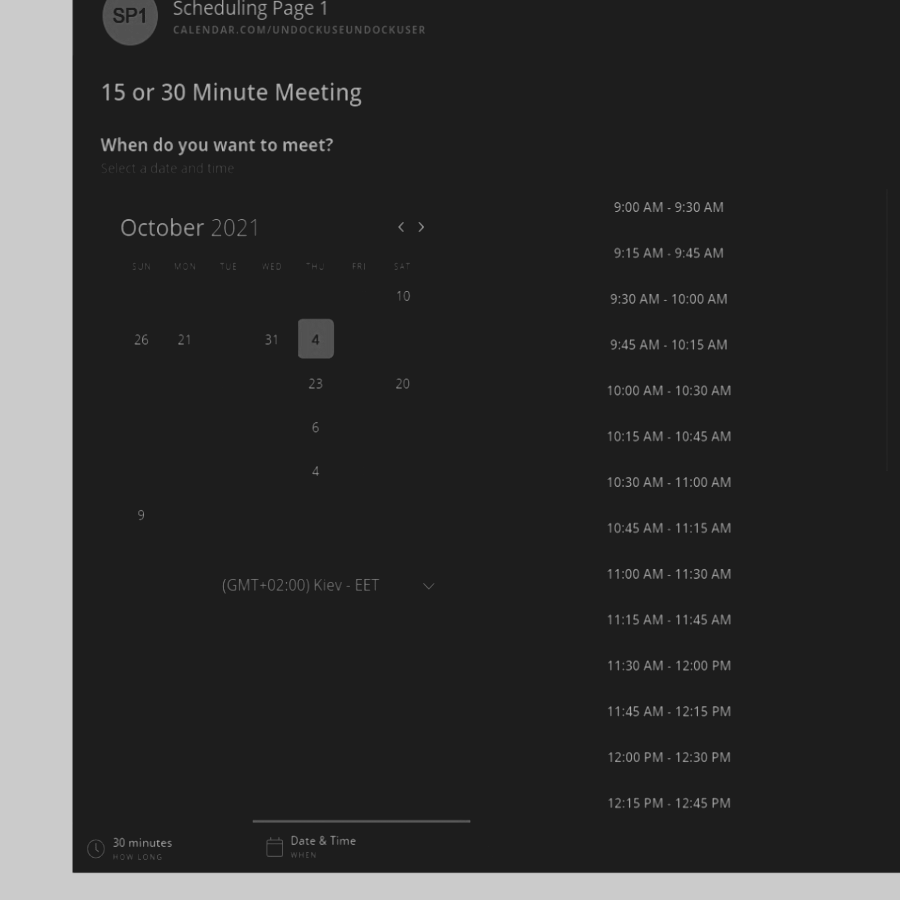 SP1
Scheduling Page 1
CALENDAR.COM/UNDOCKUSEUNDOCKUSER
15 or 30 Minute Meeting
When do you want to meet?
Select a date and time
October 2021
SUN MON TUE WED THU FRI SAT
10
26 21 31 4
23 20
6
4
9
(GMT+02:00) Kiev - EET
9:00 AM - 9:30 AM
9:15 AM - 9:45 AM
9:30 AM - 10:00 AM
9:45 AM - 10:15 AM
10:00 AM - 10:30 AM
10:15 AM - 10:45 AM
10:30 AM - 11:00 AM
10:45 AM - 11:15 AM
11:00 AM - 11:30 AM
11:15 AM - 11:45 AM
11:30 AM - 12:00 PM
11:45 AM - 12:15 PM
12:00 PM - 12:30 PM
12:15 PM - 12:45 PM
30 minutes
HOW LONG
Date & Time
WHEN